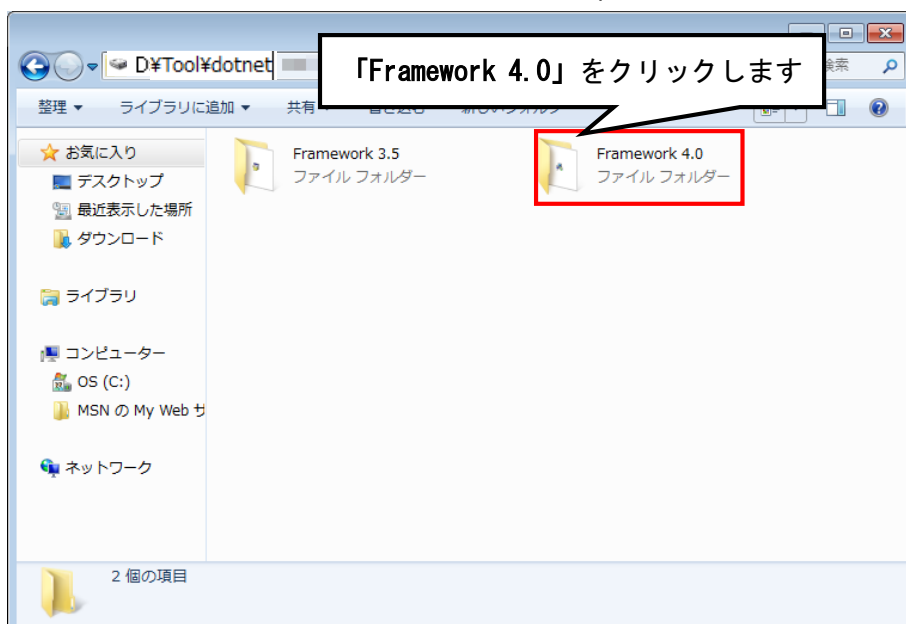 D¥Tool¥dotnet
「Framework 4.0」をクリックします
検索
整理
ライブラリに追加
共有
お気に入り
デスクトップ
最近表示した場所
ダウンロード
ライブラリ
コンピューター
OS (C:)
MSN の My Web サ
ネットワーク
Framework 3.5
ファイル フォルダー
Framework 4.0
ファイル フォルダー
2 個の項目